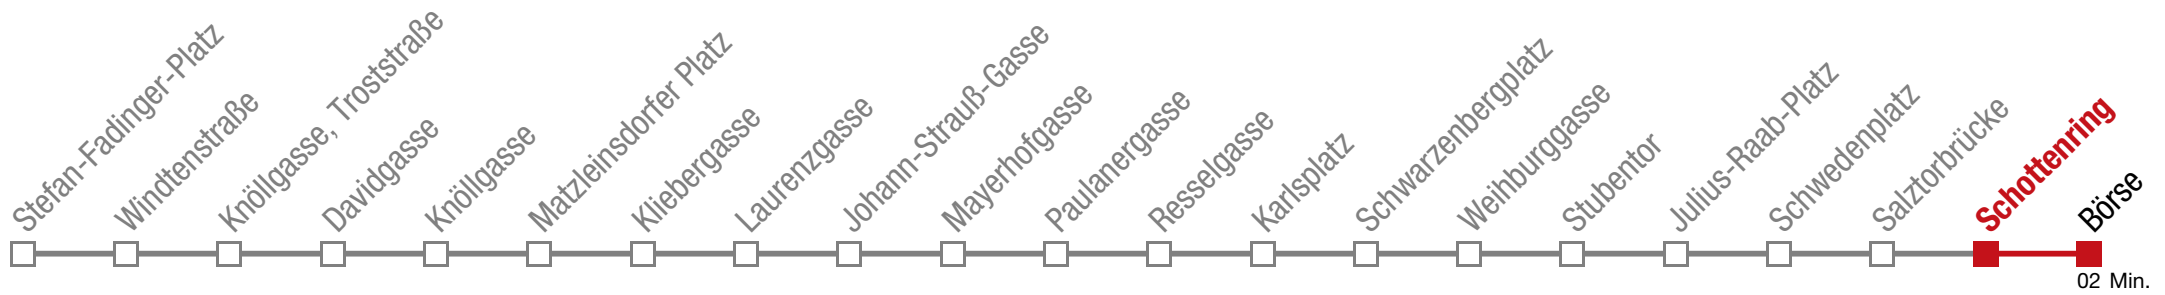 Stefan-Fadinger-Platz
Windtenstraße
Knöllgasse, Troststraße
Davidgasse
Knöllgasse
Matzleinsdorfer Platz
Kliebergasse
Laurenzgasse
Johann-Strauß-Gasse
Mayerhofgasse
Paulanergasse
Resselgasse
Karlsplatz
Schwarzenbergplatz
Weihburggasse
Stubentor
Julius-Raab-Platz
Schwedenplatz
Salztorbrücke
Schottenring
Börse
02 Min.